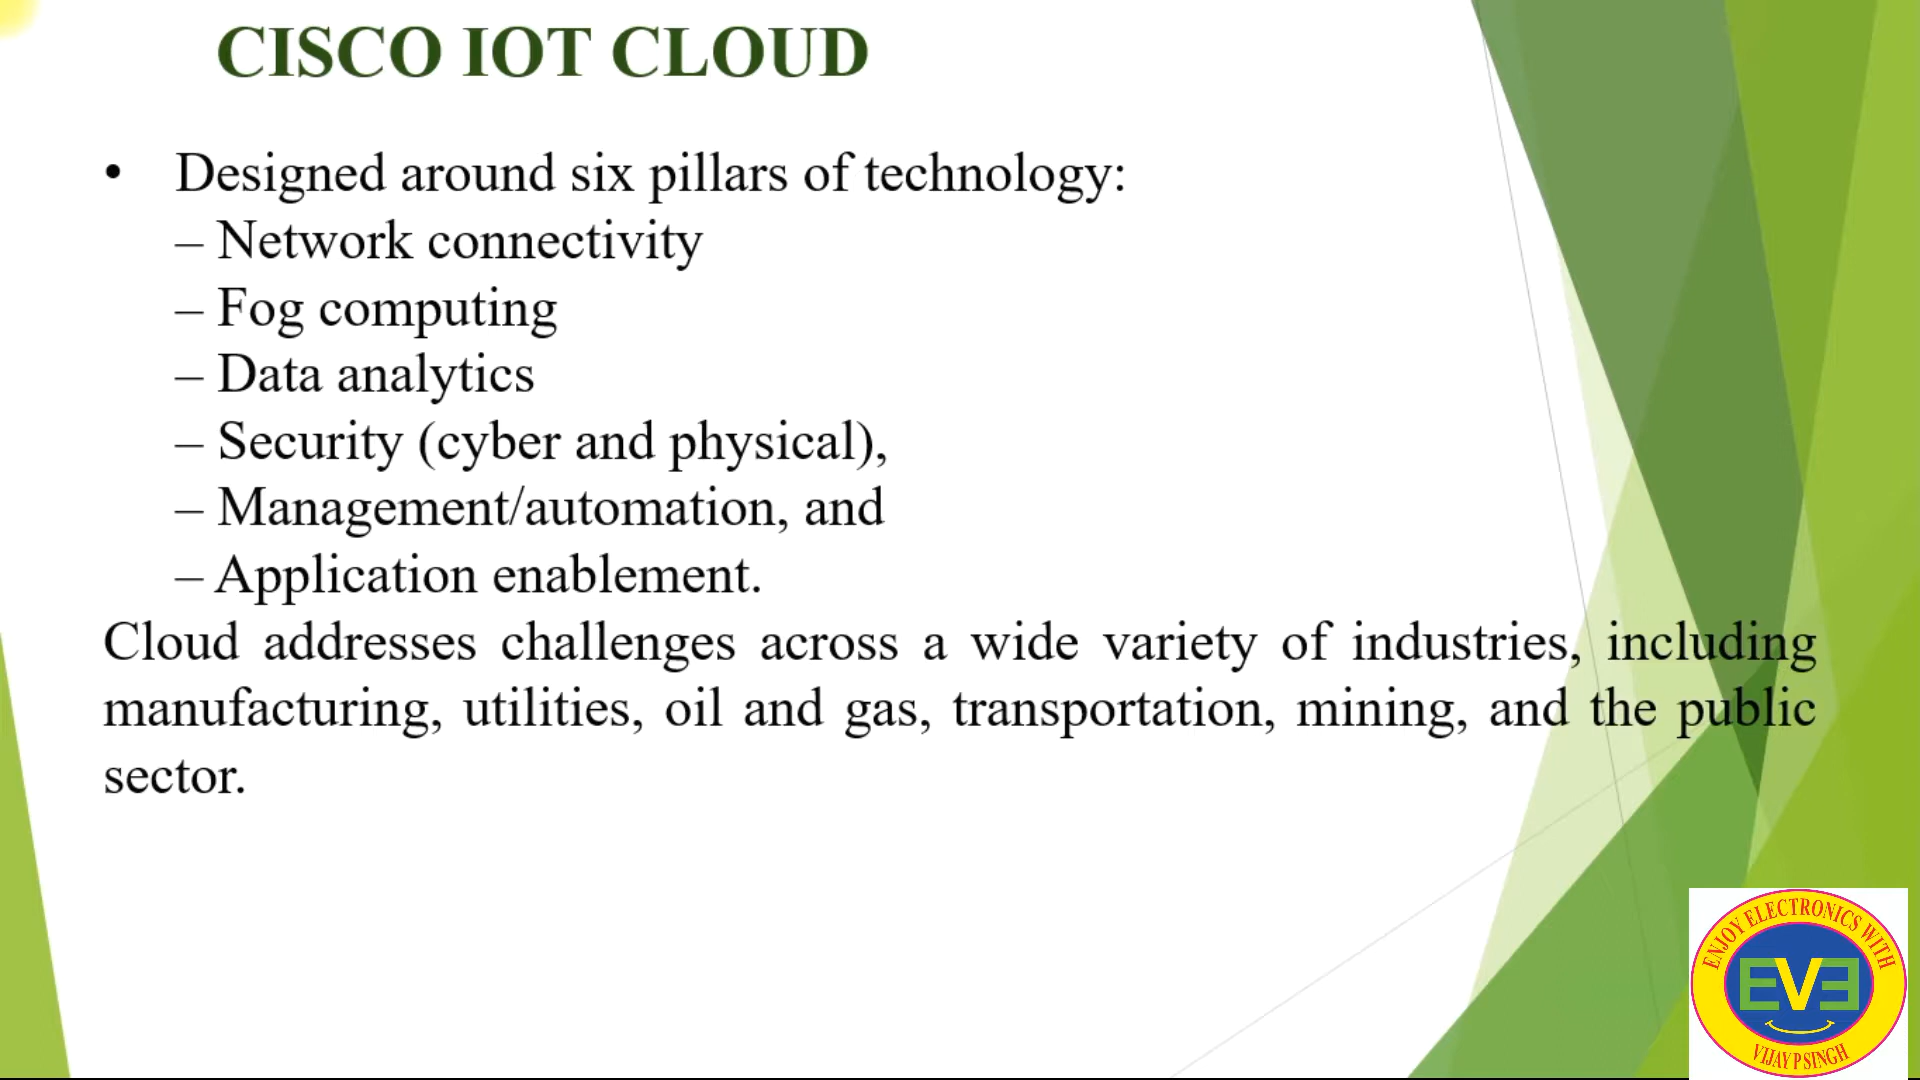 CISCO IOT CLOUD
• Designed around six pillars of technology:
– Network connectivity
– Fog computing
– Data analytics
– Security (cyber and physical),
– Management/automation, and
– Application enablement.
Cloud addresses challenges across a wide variety of industries, including
manufacturing, utilities, oil and gas, transportation, mining, and the public
sector.
ENJOY ELECTRONICS WITH
EVE
VIJAY P SINGH